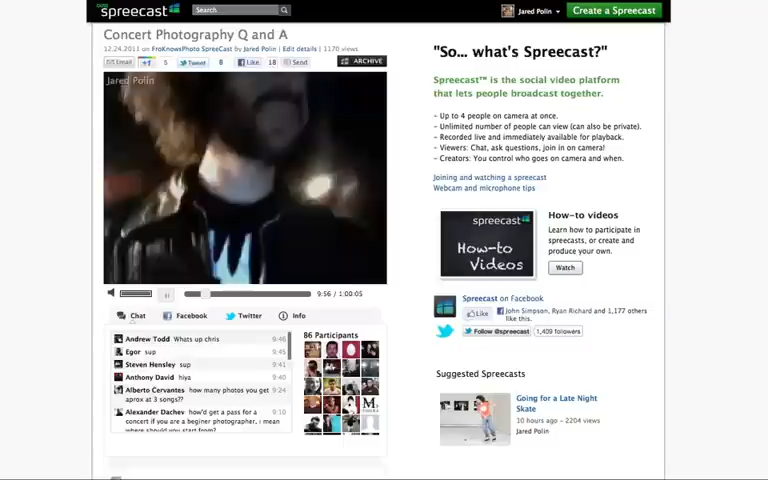 spreecast
Search
Jared Polin
Create a Spreecast
Concert Photography Q and A
12.24.2011 on FroKnowsPhoto SpreeCast by Jared Polin | Edit details | 1170 views
Email
+1
5
Tweet
8
Like
18
Send
ARCHIVE
Jared Polin
9:56 / 1:00:05
Chat
Facebook
Twitter
Info
Andrew Todd Whats up chris 9:46
Egor sup 9:45
Steven Hensley sup 9:41
Anthony David hiya 9:40
Alberto Cervantes how many photos you get 9:24
aprox at 3 songs??
Alexander Dachev how'd get a pass for a 9:10
concert if you are a beginer photographer, i mean
where should you start from?
86 Participants
"So... what's Spreecast?"
Spreecast™ is the social video platform
that lets people broadcast together.
- Up to 4 people on camera at once.
- Unlimited number of people can view (can also be private).
- Recorded live and immediately available for playback.
- Viewers: Chat, ask questions, join in on camera!
- Creators: You control who goes on camera and when.
Joining and watching a spreecast
Webcam and microphone tips
spreecast
How-to
Videos
How-to videos
Learn how to participate in
spreecasts, or create and
produce your own.
Watch
Spreecast on Facebook
Like
John Simpson, Ryan Richard and 1,177 others
like this.
Follow @spreecast
1,409 followers
Suggested Spreecasts
Going for a Late Night
Skate
10 hours ago - 2204 views
Jared Polin